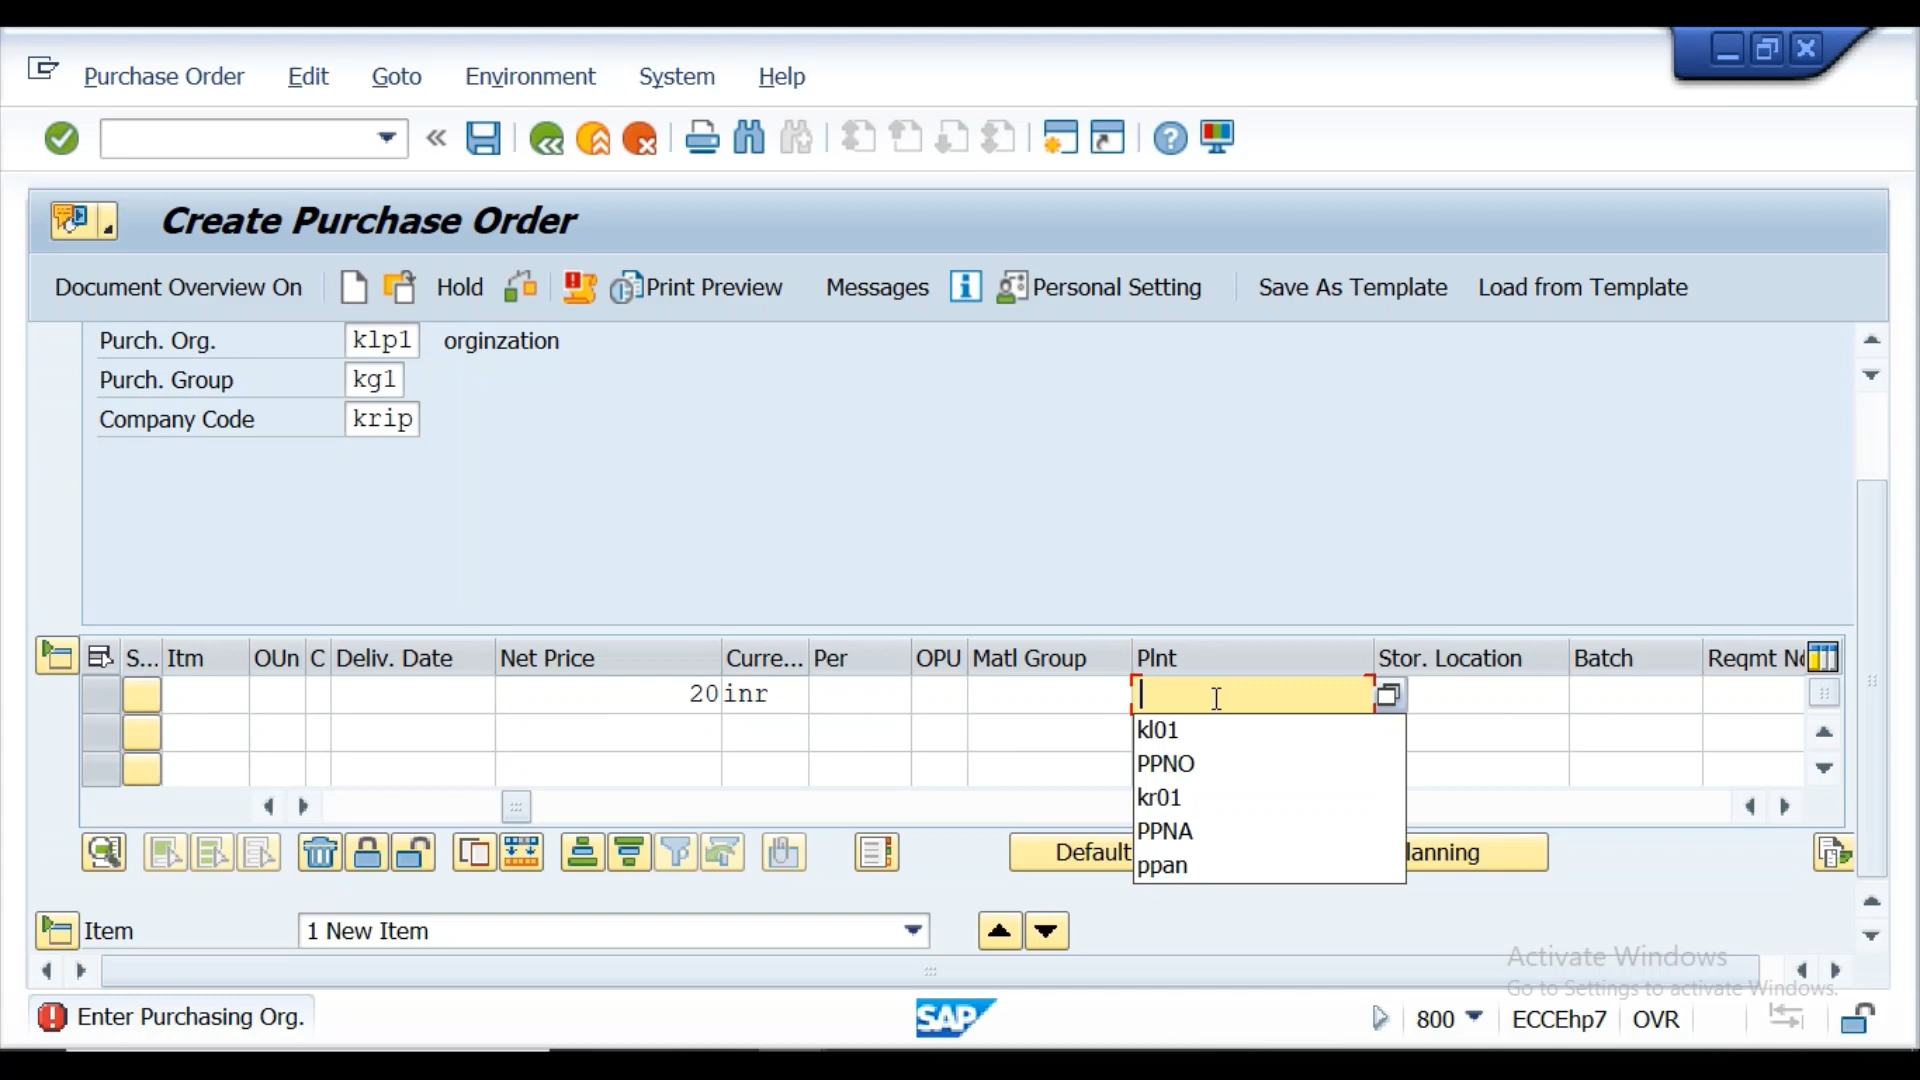 Purchase Order Edit Goto Environment System Help
Create Purchase Order
Document Overview On Hold Print Preview Messages Personal Setting Save As Template Load from Template
Purch. Org. klp1 orginzation
Purch. Group kg1
Company Code krip
S... Itm OUn C Deliv. Date Net Price Curre... Per OPU Matl Group Plnt Stor. Location Batch Reqmt No
20 inr
kl01
PPNO
kr01
PPNA
ppan
Default lanning
Item 1 New Item
Activate Windows
Go to Settings to activate Windows.
Enter Purchasing Org. SAP 800 ECCEhp7 OVR